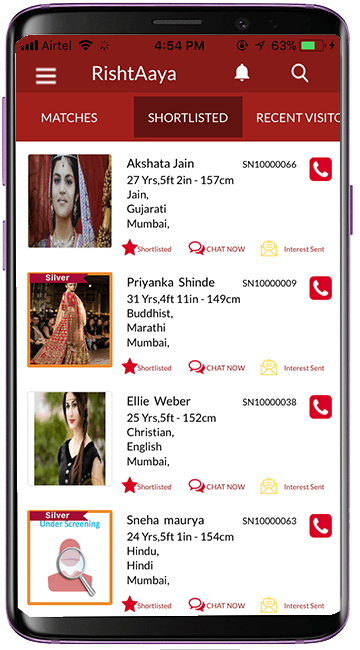 Airtel 4:54 PM 63%
RishtAaya
MATCHES SHORTLISTED RECENT VISITO
Akshata Jain SN10000066
27 Yrs,5ft 2in - 157cm
Jain,
Gujarati
Mumbai,
Shortlisted CHAT NOW Interest Sent
Silver
Priyanka Shinde SN10000009
31 Yrs,4ft 11in - 149cm
Buddhist,
Marathi
Mumbai,
Shortlisted CHAT NOW Interest Sent
Ellie Weber SN10000038
25 Yrs,5ft - 152cm
Christian,
English
Mumbai,
Shortlisted CHAT NOW Interest Sent
Silver
Under Screening
Sneha maurya SN10000063
24 Yrs,5ft 1in - 154cm
Hindu,
Hindi
Mumbai,
Shortlisted CHAT NOW Interest Sent